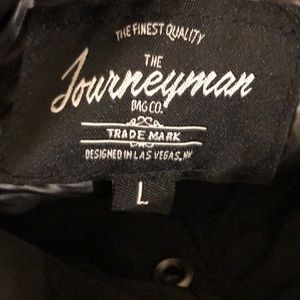 THE FINEST QUALITY
THE
Journeyman
BAG CO.
TRADE MARK
DESIGNED IN LAS VEGAS, NV
L